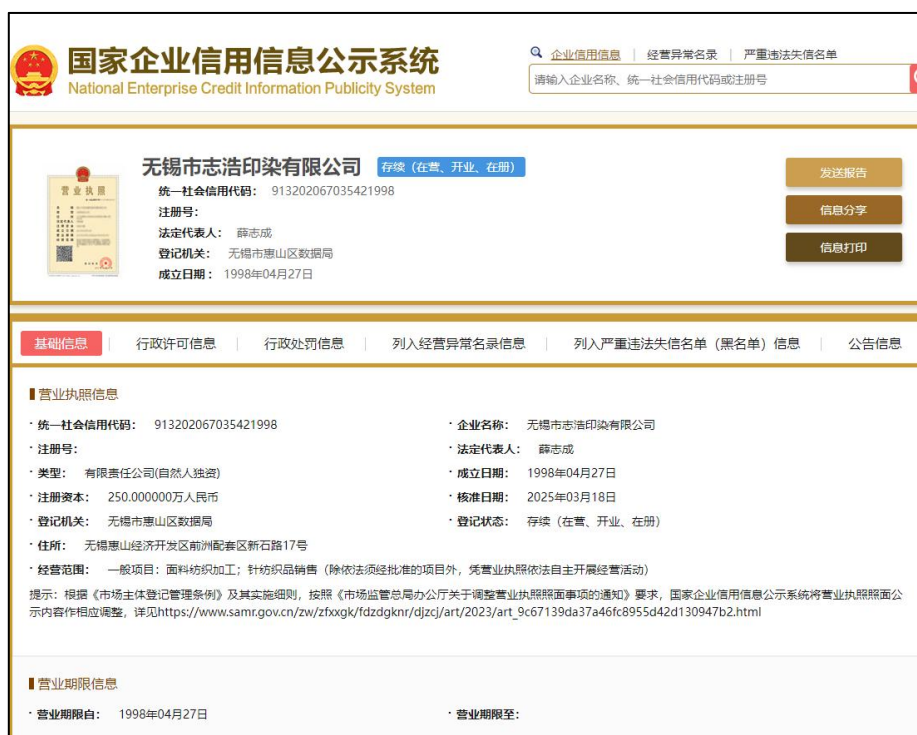 国家企业信用信息公示系统
National Enterprise Credit Information Publicity System
企业信用信息 | 经营异常名录 | 严重违法失信名单
请输入企业名称、统一社会信用代码或注册号
营业执照
无锡市志浩印染有限公司 存续（在营、开业、在册）
统一社会信用代码： 913202067035421998
注册号：
法定代表人： 薛志成
登记机关： 无锡市惠山区数据局
成立日期： 1998年04月27日
发送报告
信息分享
信息打印
基础信息 | 行政许可信息 | 行政处罚信息 | 列入经营异常名录信息 | 列入严重违法失信名单（黑名单）信息 | 公告信息
营业执照信息
· 统一社会信用代码： 913202067035421998 · 企业名称： 无锡市志浩印染有限公司
· 注册号： · 法定代表人： 薛志成
· 类型： 有限责任公司(自然人独资) · 成立日期： 1998年04月27日
· 注册资本： 250.000000万人民币 · 核准日期： 2025年03月18日
· 登记机关： 无锡市惠山区数据局 · 登记状态： 存续（在营、开业、在册）
· 住所： 无锡惠山经济开发区前洲配套区新石路17号
· 经营范围： 一般项目：面料纺织加工；针纺织品销售（除依法须经批准的项目外，凭营业执照依法自主开展经营活动）
提示：根据《市场主体登记管理条例》及其实施细则，按照《市场监管总局办公厅关于调整营业执照照面事项的通知》要求，国家企业信用信息公示系统将营业执照照面公
示内容作相应调整，详见https://www.samr.gov.cn/zw/zfxxgk/fdzdgknr/djzcj/art/2023/art_9c67139da37a46fc8955d42d130947b2.html
营业期限信息
· 营业期限自： 1998年04月27日 · 营业期限至：